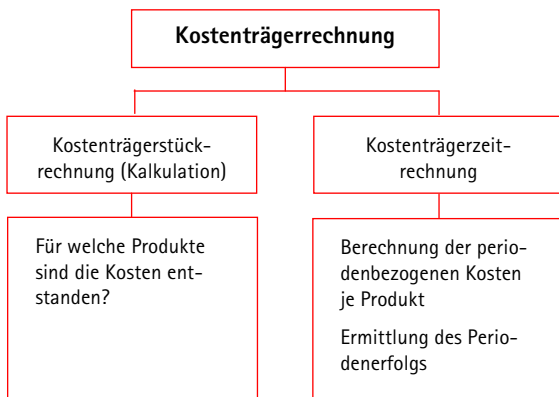 Kostenträgerrechnung
Kostenträgerstück-
rechnung (Kalkulation)
Kostenträgerzeit-
rechnung
Für welche Produkte
sind die Kosten ent-
standen?
Berechnung der perio-
denbezogenen Kosten
je Produkt
Ermittlung des Perio-
denerfolgs